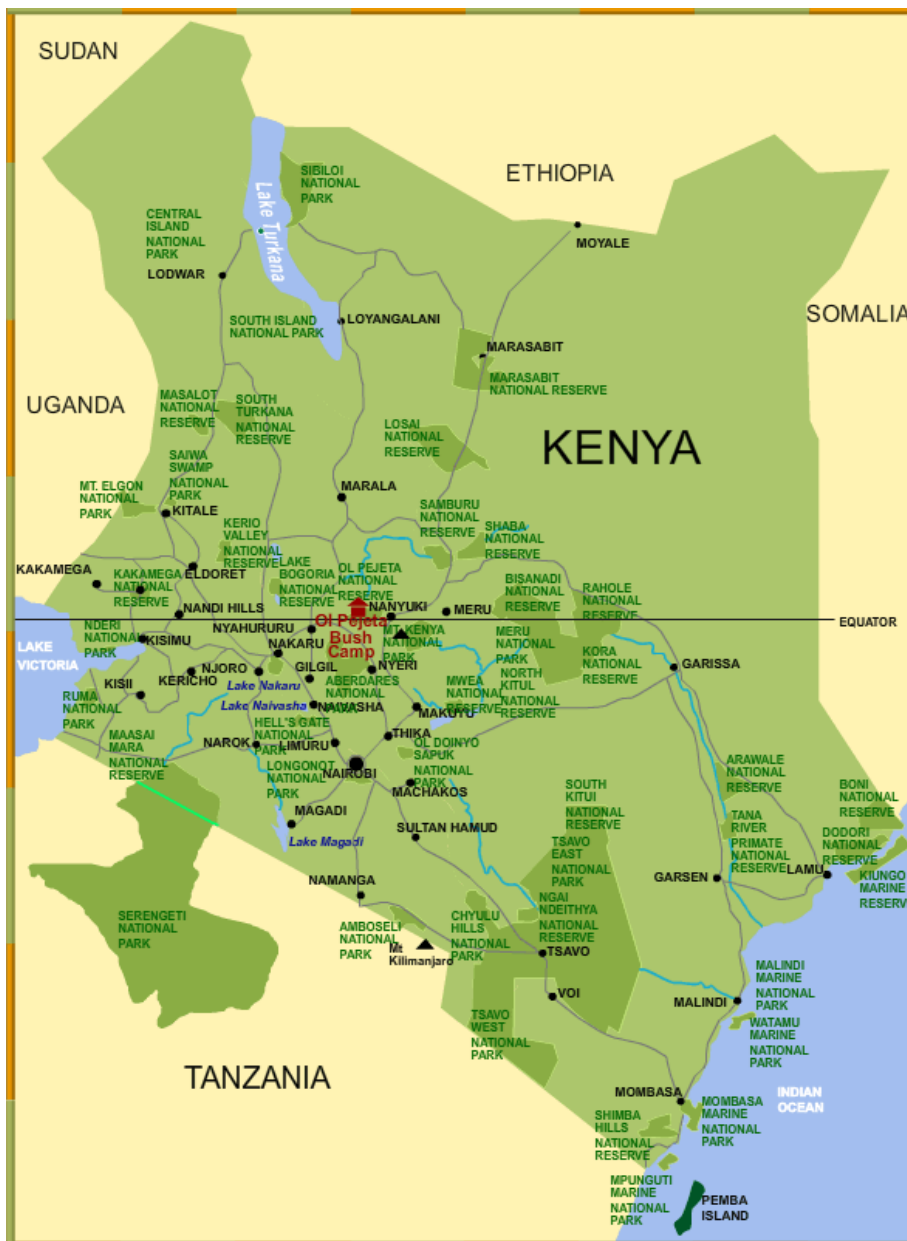 SUDAN
ETHIOPIA
SOMALIA
UGANDA
KENYA
TANZANIA
Lake Turkana
SIBILOI
NATIONAL
PARK
CENTRAL
ISLAND
NATIONAL
PARK
MOYALE
LODWAR
SOUTH ISLAND
NATIONAL PARK
LOYANGALANI
MARASABIT
MARASABIT
NATIONAL RESERVE
MASALOT
NATIONAL
RESERVE
SOUTH
TURKANA
NATIONAL
RESERVE
LOSAI
NATIONAL
RESERVE
SAIWA
SWAMP
NATIONAL
PARK
MT. ELGON
NATIONAL
PARK
KITALE
MARALA
SAMBURU
NATIONAL
RESERVE
SHABA
NATIONAL
RESERVE
KERIO
VALLEY
NATIONAL
RESERVE
LAKE
BOGORIA
NATIONAL
RESERVE
OL PEJETA
NATIONAL
RESERVE
BISANADI
NATIONAL
RESERVE
RAHOLE
NATIONAL
RESERVE
KAKAMEGA
KAKAMEGA
NATIONAL
RESERVE
ELDORET
NANDI HILLS
NANYUKI
MERU
EQUATOR
NDERI
NATIONAL
PARK
KISIMU
NYAHURURU
Ol Pejeta
Bush
Camp
MT KENYA
NATIONAL
PARK
MERU
NATIONAL
PARK
KORA
NATIONAL
RESERVE
GARISSA
LAKE
VICTORIA
NAKARU
NJORO
KERICHO
GILGIL
NYERI
NORTH
KITUL
NATIONAL
RESERVE
KISII
Lake Nakaru
ABERDARES
NATIONAL
PARK
MWEA
NATIONAL
RESERVE
RUMA
NATIONAL
PARK
Lake Naivasha
NAIVASHA
MAKUYU
MAASAI
MARA
NATIONAL
RESERVE
HELL'S GATE
NATIONAL
PARK
NAROK
LIMURU
THIKA
OL DOINYO
SAPUK
NATIONAL
PARK
LONGONOT
NATIONAL
PARK
NAIROBI
MACHAKOS
ARAWALE
NATIONAL
RESERVE
SOUTH
KITUI
NATIONAL
RESERVE
BONI
NATIONAL
RESERVE
MAGADI
Lake Magadi
SULTAN HAMUD
TSAVO
EAST
NATIONAL
PARK
TANA
RIVER
PRIMATE
NATIONAL
RESERVE
DODORI
NATIONAL
RESERVE
NAMANGA
GARSEN
LAMU
KIUNGO
MARINE
RESERV
NGAI
NDEITHYA
NATIONAL
RESERVE
SERENGETI
NATIONAL
PARK
AMBOSELI
NATIONAL
PARK
CHYULU
HILLS
NATIONAL
PARK
Mt
Kilimanjaro
TSAVO
VOI
MALINDI
MALINDI
MARINE
NATIONAL
PARK
TSAVO
WEST
NATIONAL
PARK
WATAMU
MARINE
NATIONAL
PARK
MOMBASA
INDIAN
OCEAN
MOMBASA
MARINE
NATIONAL
PARK
SHIMBA
HILLS
NATIONAL
RESERVE
MPUNGUTI
MARINE
NATIONAL
PARK
PEMBA
ISLAND